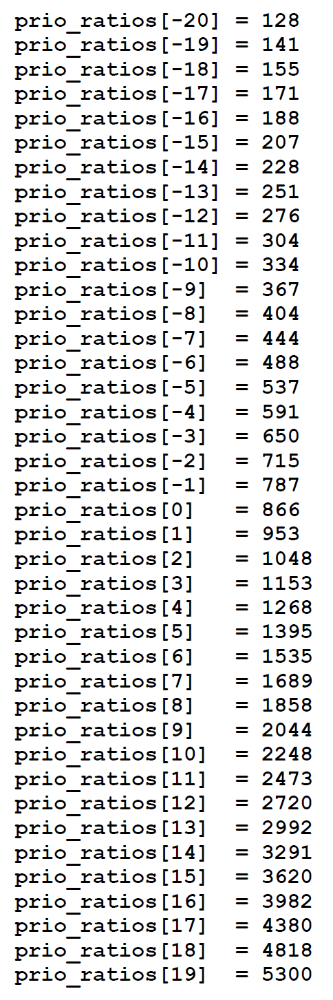 prio_ratios[-20] = 128
prio_ratios[-19] = 141
prio_ratios[-18] = 155
prio_ratios[-17] = 171
prio_ratios[-16] = 188
prio_ratios[-15] = 207
prio_ratios[-14] = 228
prio_ratios[-13] = 251
prio_ratios[-12] = 276
prio_ratios[-11] = 304
prio_ratios[-10] = 334
prio_ratios[-9]  = 367
prio_ratios[-8]  = 404
prio_ratios[-7]  = 444
prio_ratios[-6]  = 488
prio_ratios[-5]  = 537
prio_ratios[-4]  = 591
prio_ratios[-3]  = 650
prio_ratios[-2]  = 715
prio_ratios[-1]  = 787
prio_ratios[0]   = 866
prio_ratios[1]   = 953
prio_ratios[2]   = 1048
prio_ratios[3]   = 1153
prio_ratios[4]   = 1268
prio_ratios[5]   = 1395
prio_ratios[6]   = 1535
prio_ratios[7]   = 1689
prio_ratios[8]   = 1858
prio_ratios[9]   = 2044
prio_ratios[10]  = 2248
prio_ratios[11]  = 2473
prio_ratios[12]  = 2720
prio_ratios[13]  = 2992
prio_ratios[14]  = 3291
prio_ratios[15]  = 3620
prio_ratios[16]  = 3982
prio_ratios[17]  = 4380
prio_ratios[18]  = 4818
prio_ratios[19]  = 5300